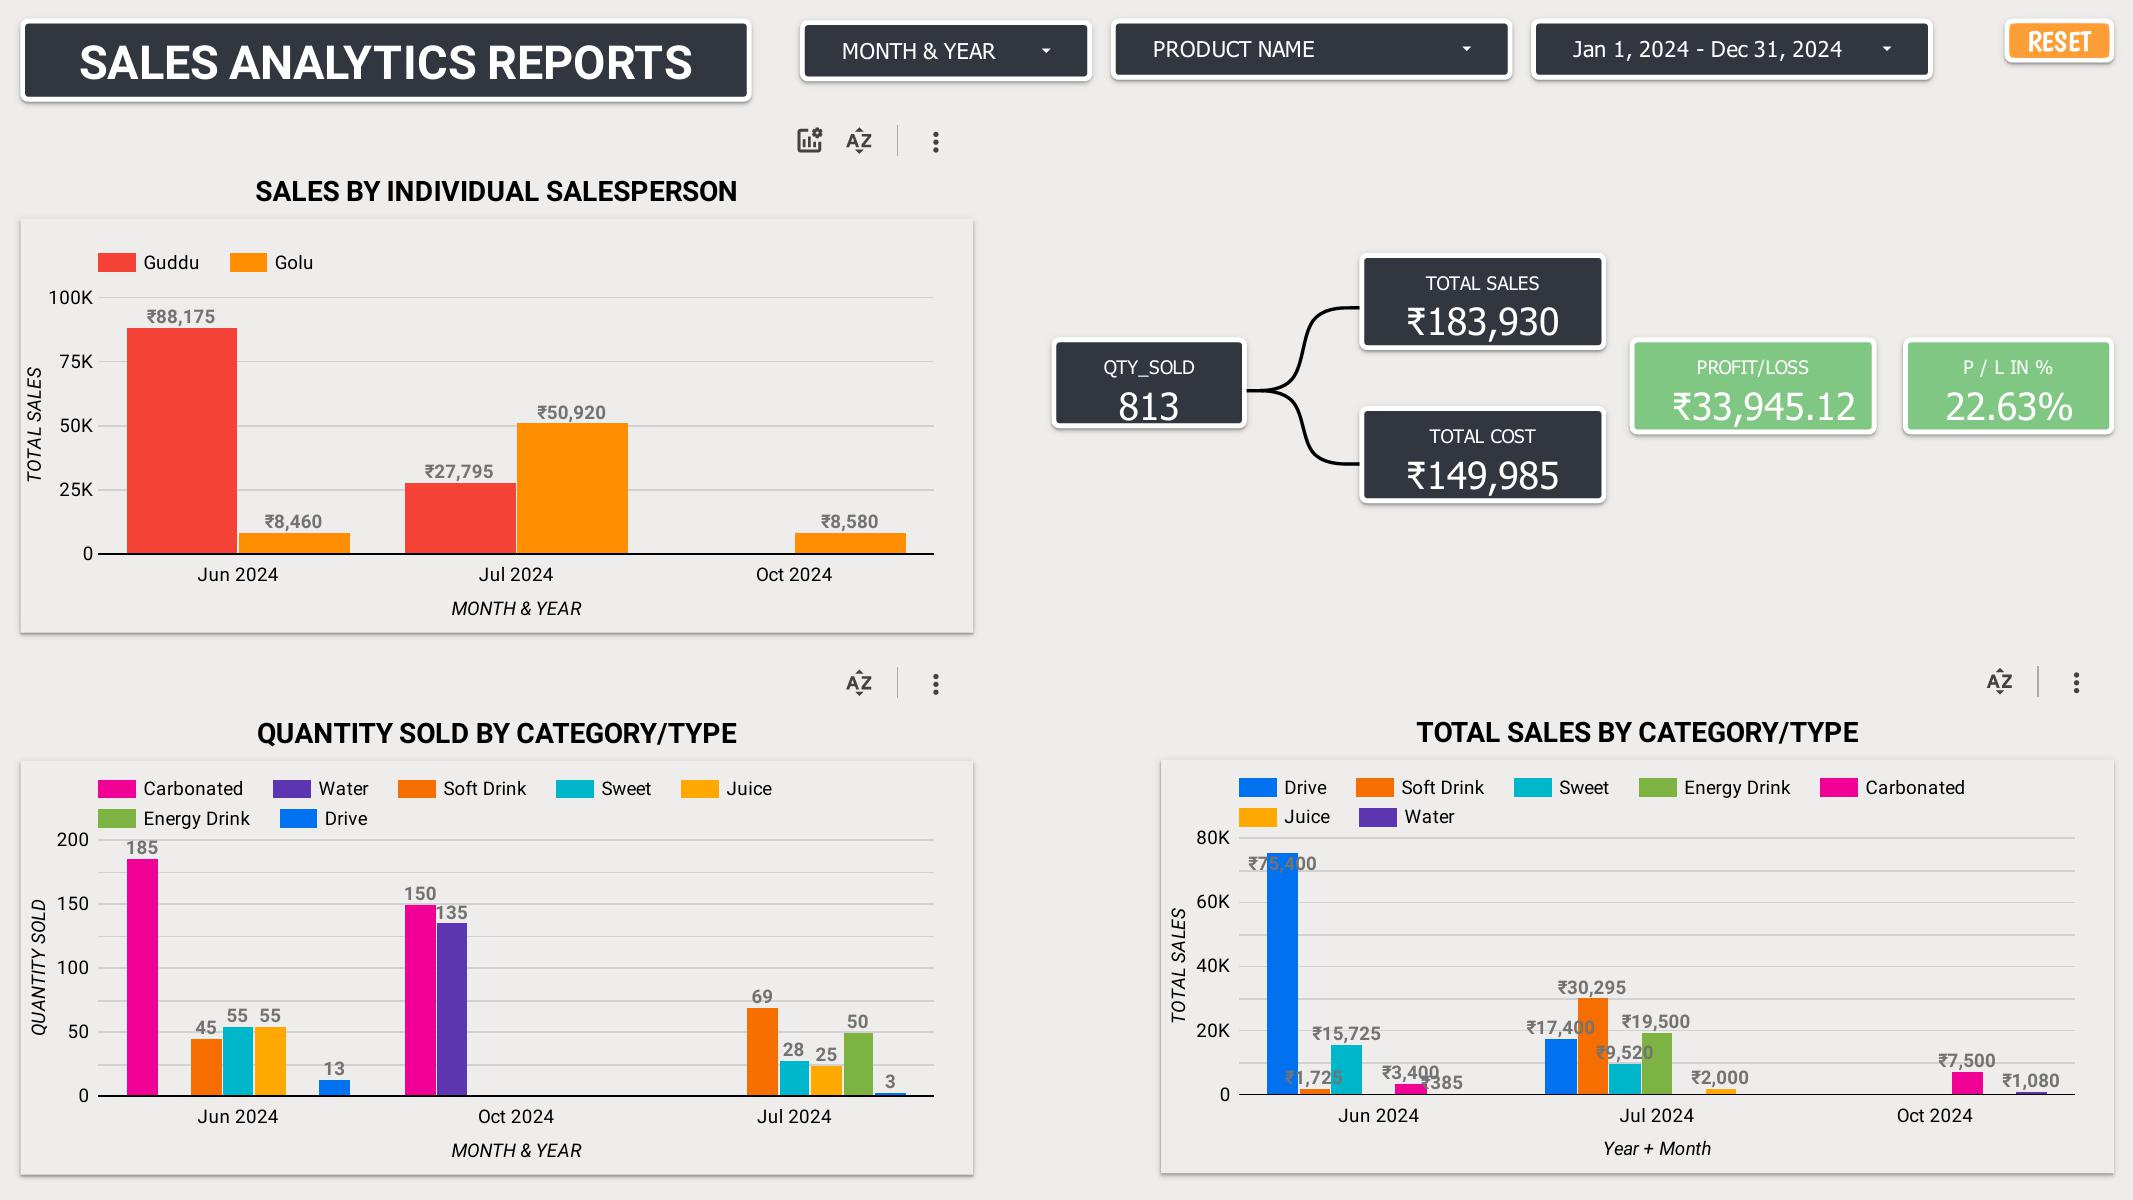 SALES ANALYTICS REPORTS
MONTH & YEAR
PRODUCT NAME
Jan 1, 2024 - Dec 31, 2024
RESET
AZ
SALES BY INDIVIDUAL SALESPERSON
Guddu Golu
100K
75K
50K
25K
0
TOTAL SALES
₹88,175
₹8,460
₹27,795
₹50,920
₹8,580
Jun 2024 Jul 2024 Oct 2024
MONTH & YEAR
QTY_SOLD
813
TOTAL SALES
₹183,930
TOTAL COST
₹149,985
PROFIT/LOSS
₹33,945.12
P / L IN %
22.63%
AZ
QUANTITY SOLD BY CATEGORY/TYPE
Carbonated Water Soft Drink Sweet Juice
Energy Drink Drive
200
150
100
50
0
QUANTITY SOLD
185
45
55
55
13
150
135
69
28
25
50
3
Jun 2024 Oct 2024 Jul 2024
MONTH & YEAR
AZ
TOTAL SALES BY CATEGORY/TYPE
Drive Soft Drink Sweet Energy Drink Carbonated
Juice Water
80K
60K
40K
20K
0
TOTAL SALES
₹75,400
₹1,725
₹15,725
₹3,400
₹385
₹17,400
₹30,295
₹9,520
₹19,500
₹2,000
₹7,500
₹1,080
Jun 2024 Jul 2024 Oct 2024
Year + Month